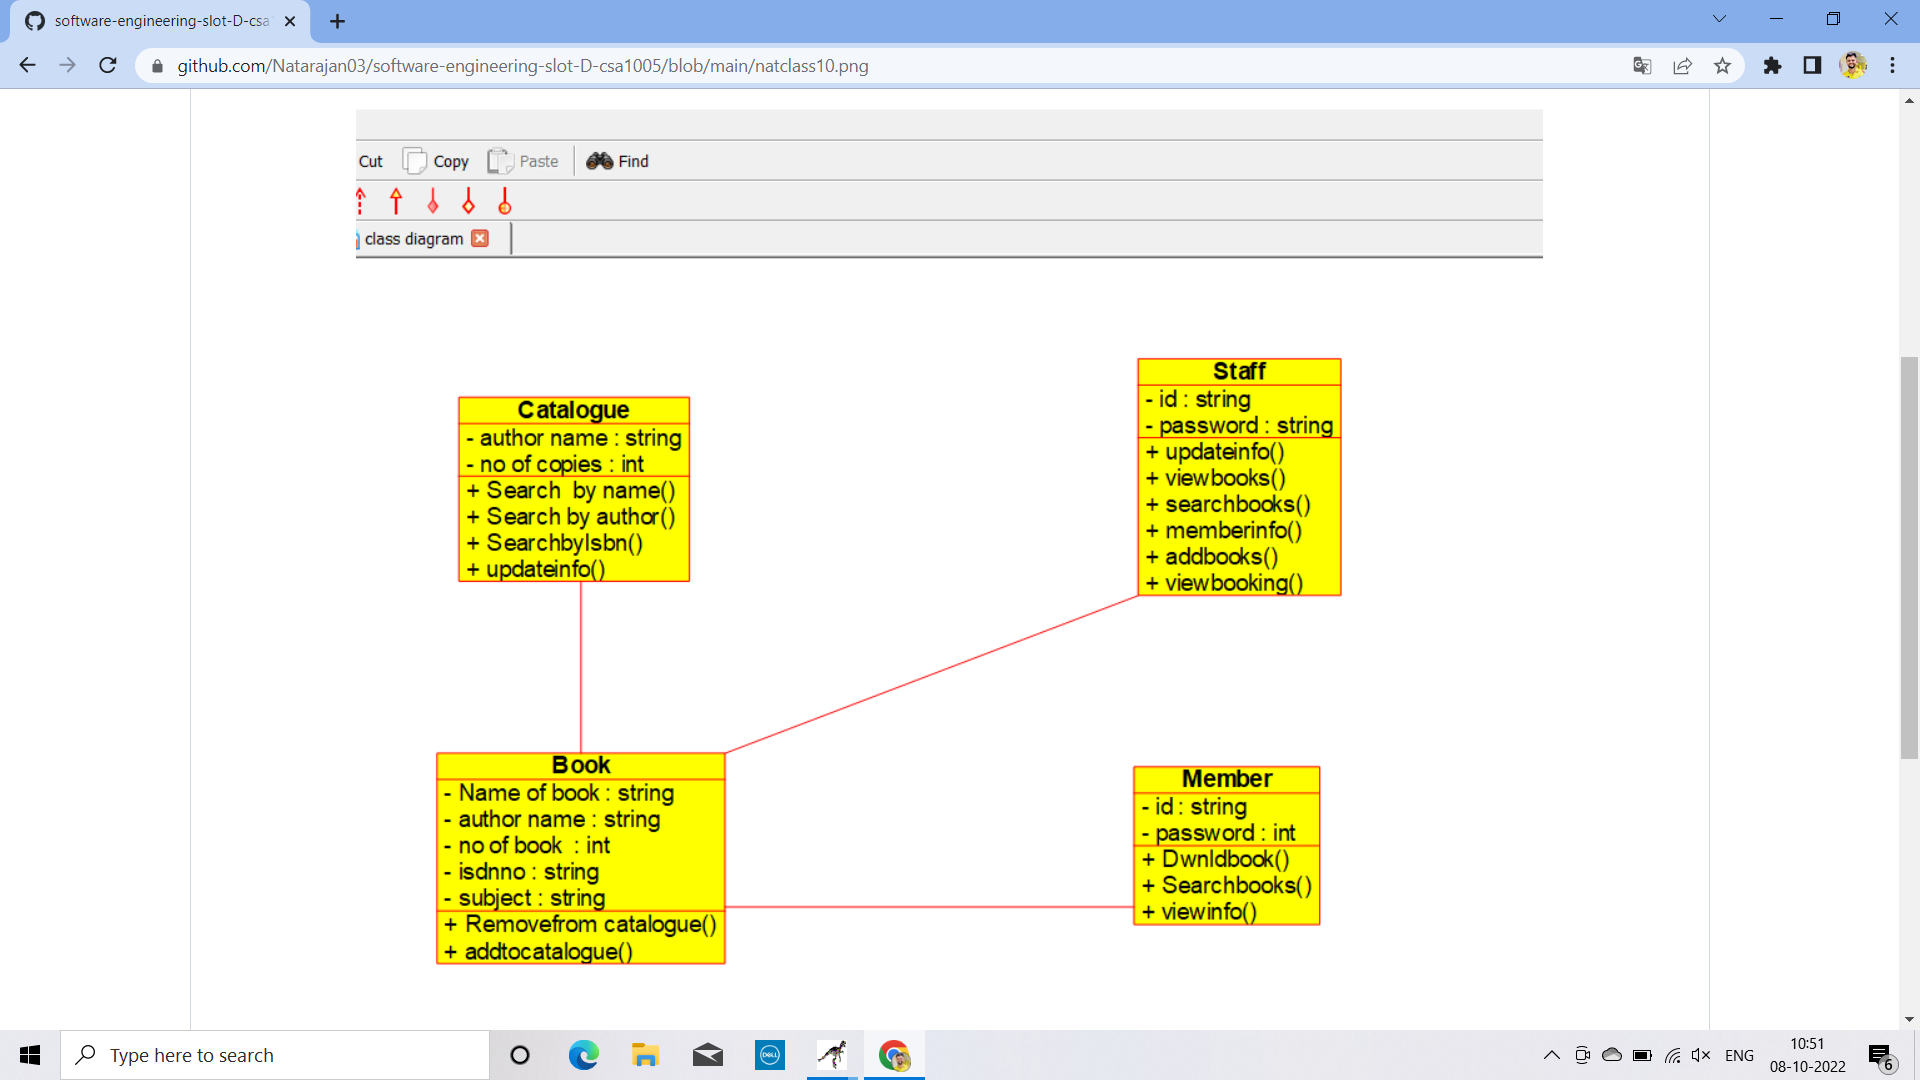 software-engineering-slot-D-csa
github.com/Natarajan03/software-engineering-slot-D-csa1005/blob/main/natclass10.png
Cut Copy Paste Find
class diagram
Catalogue
- author name : string
- no of copies : int
+ Search  by name()
+ Search by author()
+ SearchbyIsbn()
+ updateinfo()
Staff
- id : string
- password : string
+ updateinfo()
+ viewbooks()
+ searchbooks()
+ memberinfo()
+ addbooks()
+ viewbooking()
Book
- Name of book : string
- author name : string
- no of book  : int
- isdnno : string
- subject : string
+ Removefrom catalogue()
+ addtocatalogue()
Member
- id : string
- password : int
+ Dwnldbook()
+ Searchbooks()
+ viewinfo()
Type here to search
DELL
ENG
10:51
08-10-2022
6